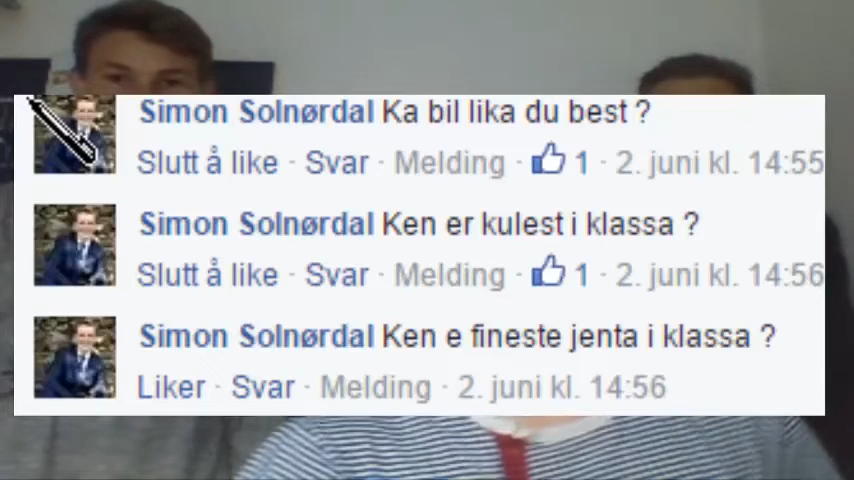 Simon Solnørdal Ka bil lika du best ?
Slutt å like · Svar · Melding · 1 · 2. juni kl. 14:55
Simon Solnørdal Ken er kulest i klassa ?
Slutt å like · Svar · Melding · 1 · 2. juni kl. 14:56
Simon Solnørdal Ken e fineste jenta i klassa ?
Liker · Svar · Melding · 2. juni kl. 14:56